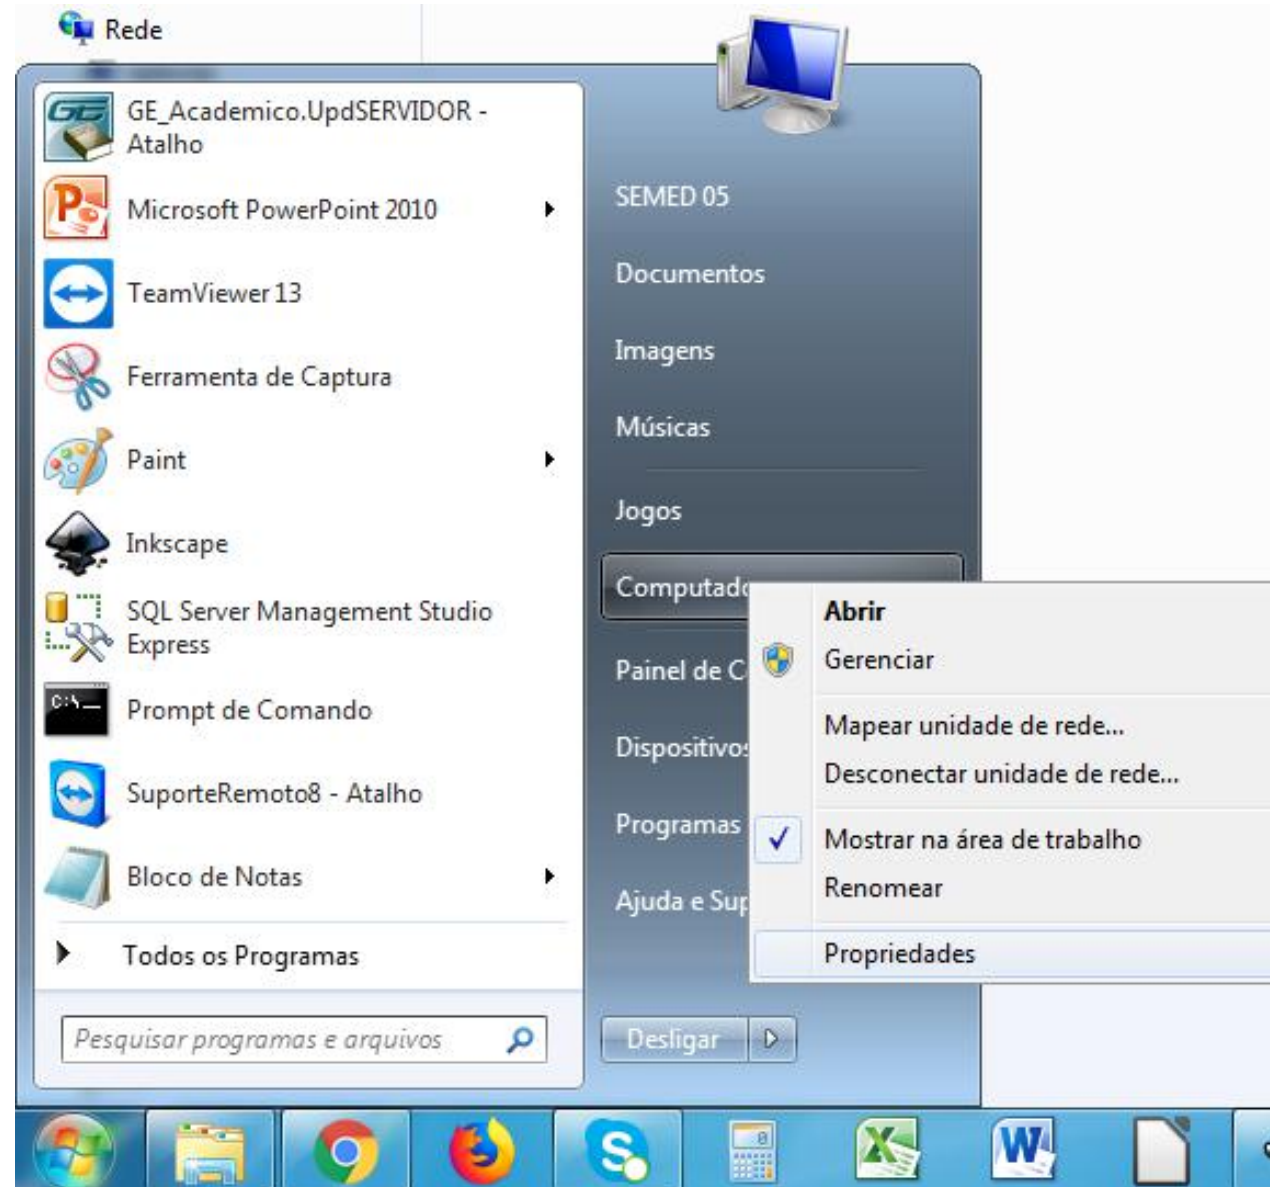 Rede
GE_Academico.UpdSERVIDOR -
Atalho
Microsoft PowerPoint 2010
TeamViewer 13
Ferramenta de Captura
Paint
Inkscape
SQL Server Management Studio
Express
Prompt de Comando
SuporteRemoto8 - Atalho
Bloco de Notas
Todos os Programas
Pesquisar programas e arquivos
SEMED 05
Documentos
Imagens
Músicas
Jogos
Computado
Painel de C
Dispositivos
Programas
Ajuda e Sup
Desligar
Abrir
Gerenciar
Mapear unidade de rede...
Desconectar unidade de rede...
Mostrar na área de trabalho
Renomear
Propriedades